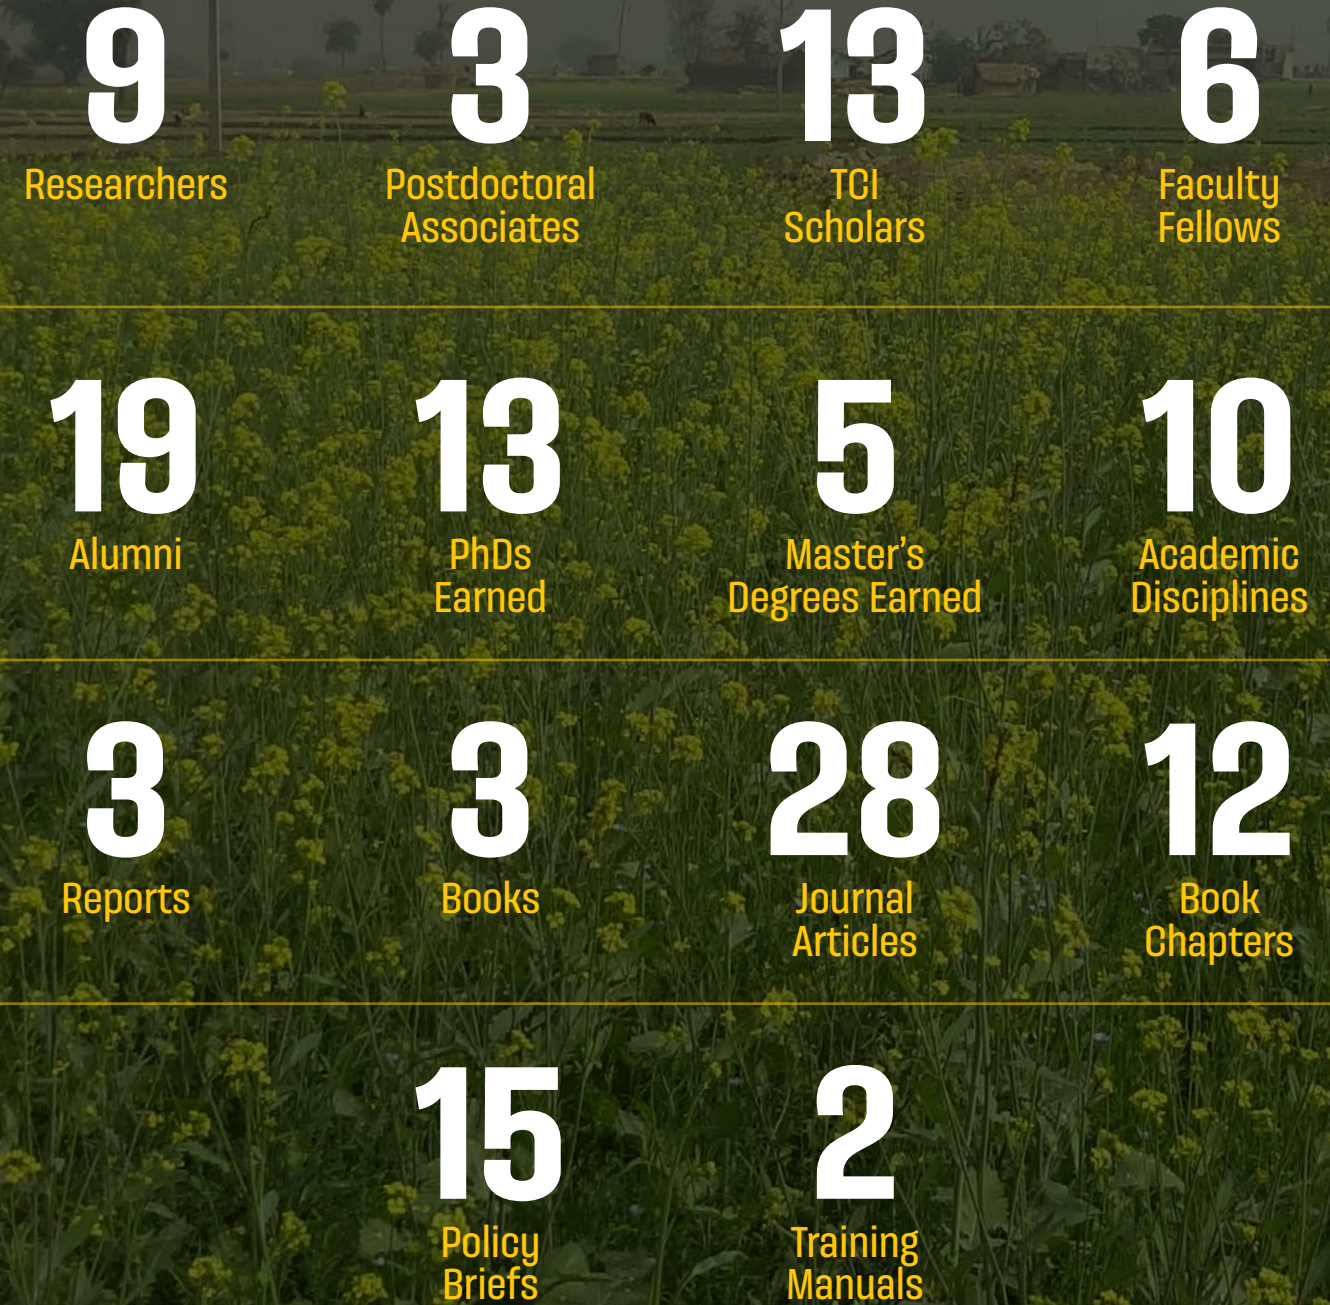 9
Researchers
3
Postdoctoral
Associates
13
TCI
Scholars
6
Faculty
Fellows
19
Alumni
13
PhDs
Earned
5
Master’s
Degrees Earned
10
Academic
Disciplines
3
Reports
3
Books
28
Journal
Articles
12
Book
Chapters
15
Policy
Briefs
2
Training
Manuals